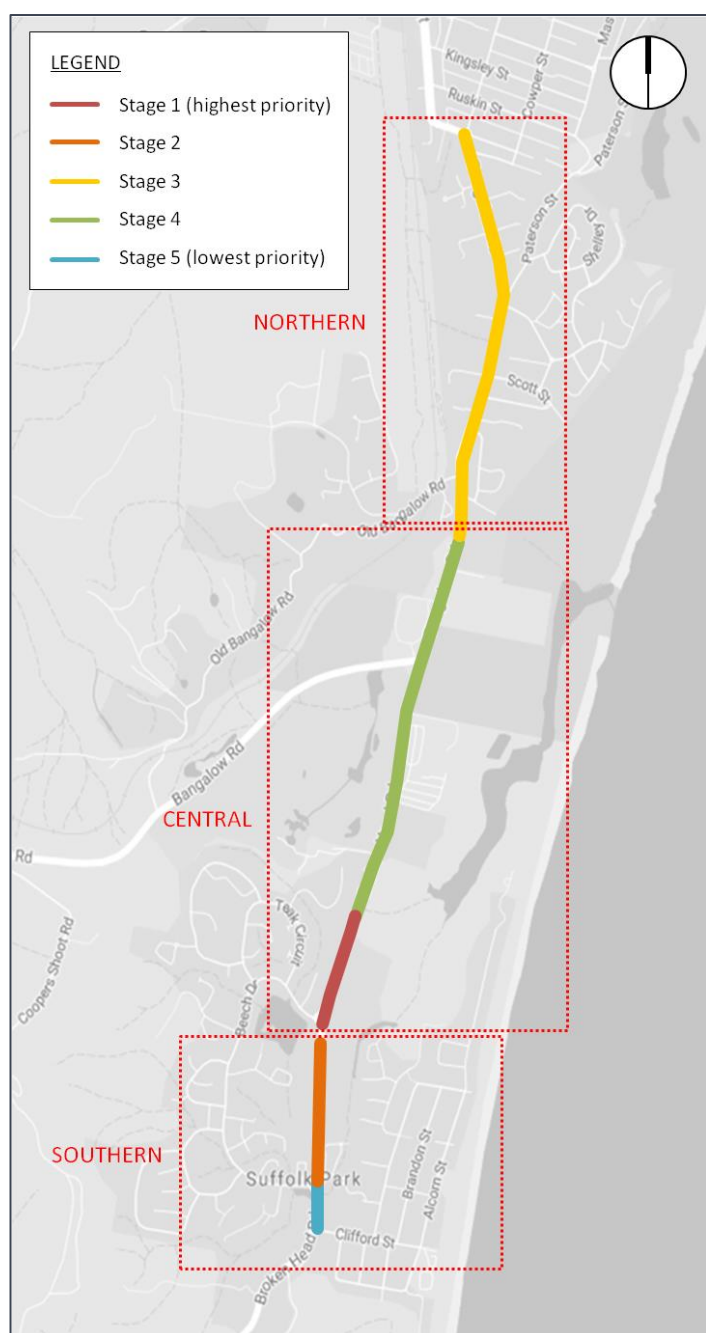 LEGEND
Stage 1 (highest priority)
Stage 2
Stage 3
Stage 4
Stage 5 (lowest priority)
Kingsley St
Cowper St
Ruskin St
Paterson St
Paterson St
Shelley Dr
NORTHERN
Scott St
Old Bangalow Rd
Old Bangalow Rd
Bangalow Rd
CENTRAL
Rd
Teak Circuit
Coopers Shoot Rd
Beech Dr
SOUTHERN
Suffolk Park
Brandon St
Alcorn St
Clifford St
Broken Head